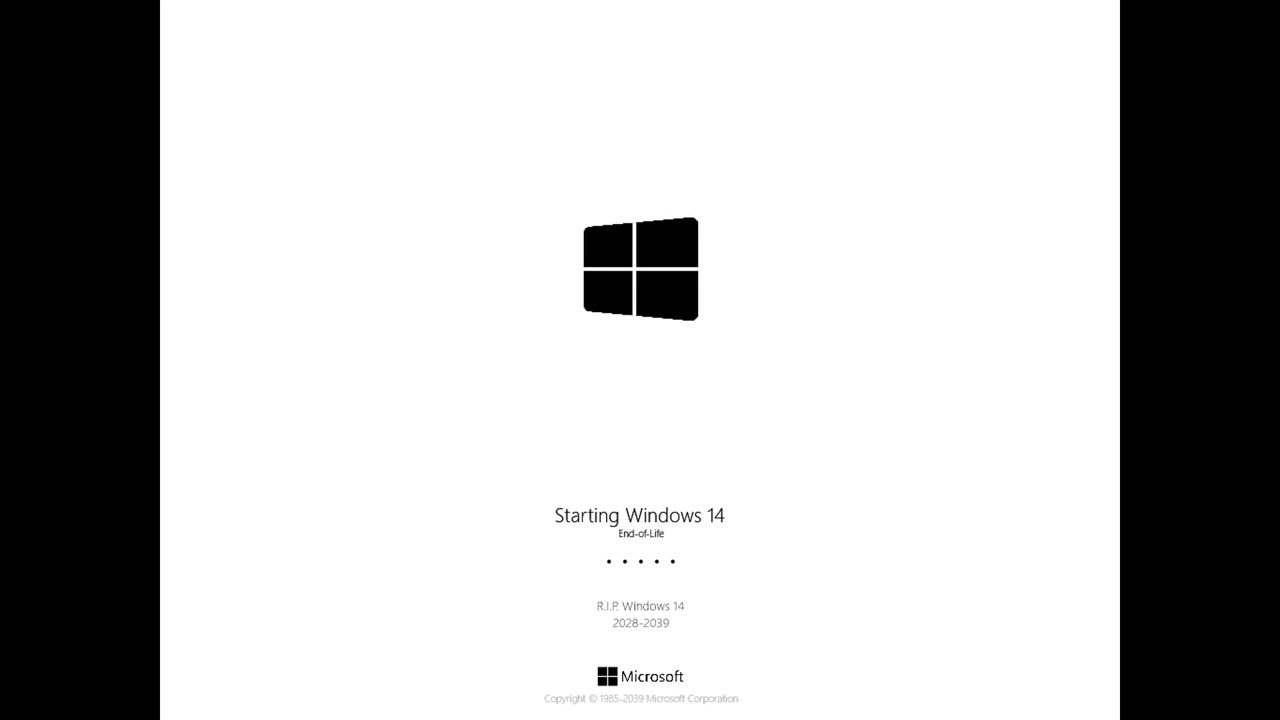 Starting Windows 14
End-of-Life
R.I.P. Windows 14
2028-2039
Microsoft
Copyright © 1985-2039 Microsoft Corporation